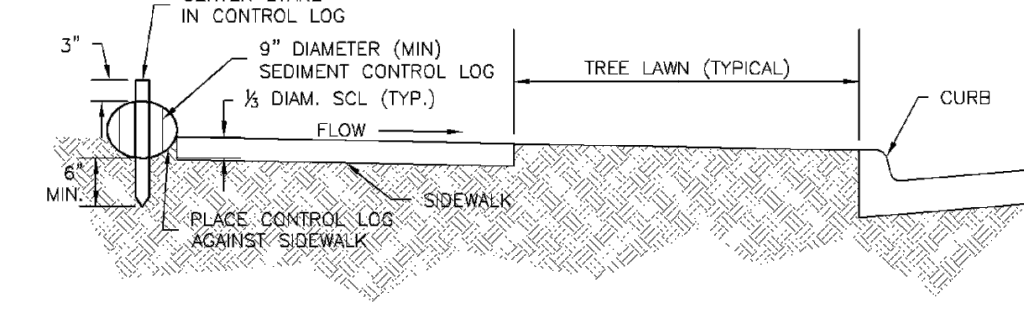 IN CONTROL LOG
3"
9" DIAMETER (MIN)
SEDIMENT CONTROL LOG
⅓ DIAM. SCL (TYP.)
TREE LAWN (TYPICAL)
CURB
FLOW
6"
MIN.
SIDEWALK
PLACE CONTROL LOG
AGAINST SIDEWALK